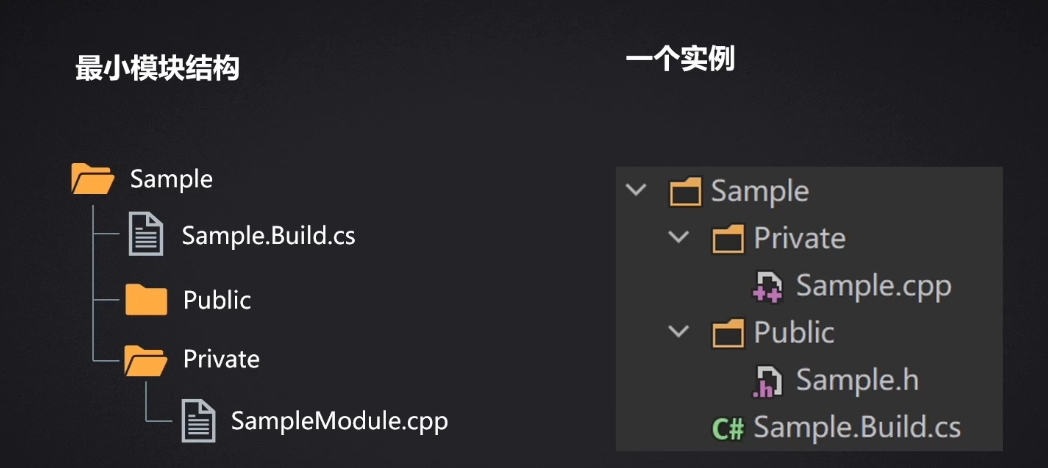 最小模块结构
Sample
Sample.Build.cs
Public
Private
SampleModule.cpp
一个实例
Sample
Private
++ Sample.cpp
Public
.h Sample.h
C# Sample.Build.cs